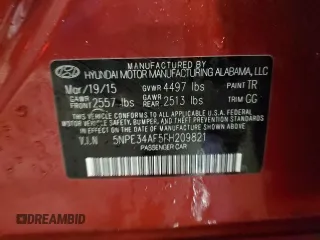 MANUFACTURED BY
HYUNDAI MOTOR MANUFACTURING ALABAMA, LLC
Mar/19/15 GVWR 4497 lbs PAINT TR
GAWR FRONT 2557 lbs GAWR REAR 2513 lbs TRIM GG
THIS VEHICLE CONFORMS TO ALL APPLICABLE U.S.A. FEDERAL
MOTOR VEHICLE SAFETY, BUMPER, AND THEFT PREVENTION
STANDARDS IN EFFECT ON THE DATE OF MANUFACTURE SHOWN ABOVE.
V.I.N 5NPE34AF5FH209821
PASSENGER CAR
DREAMBID